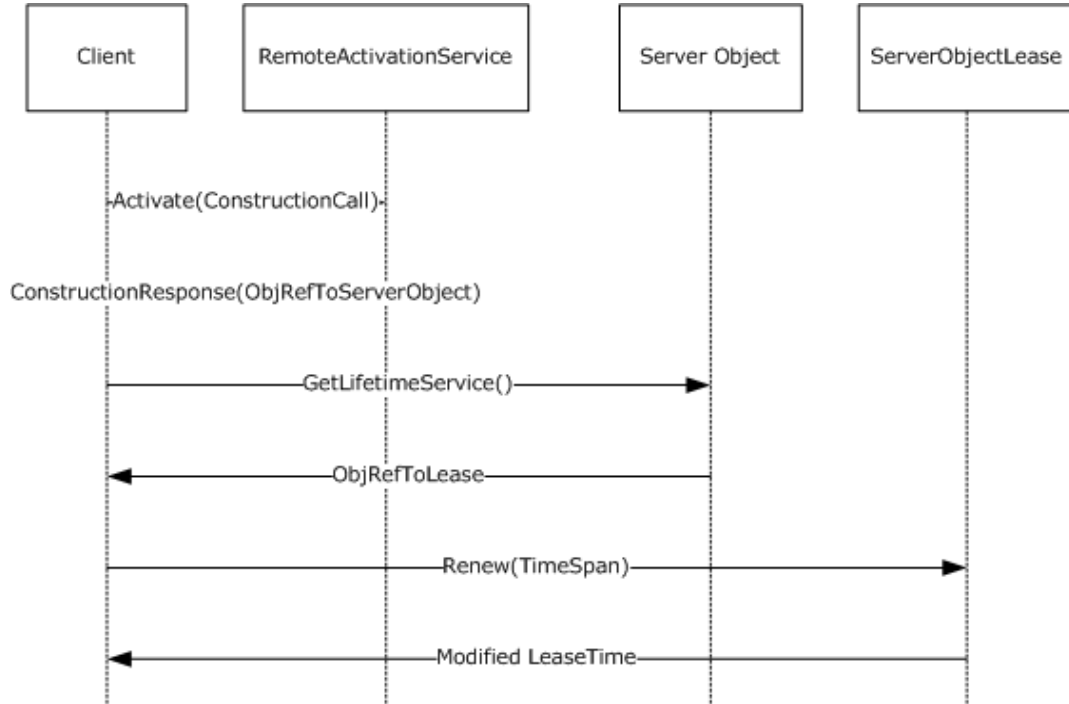 Client
RemoteActivationService
Server Object
ServerObjectLease
Activate(ConstructionCall)
ConstructionResponse(ObjRefToServerObject)
GetLifetimeService()
ObjRefToLease
Renew(TimeSpan)
Modified LeaseTime